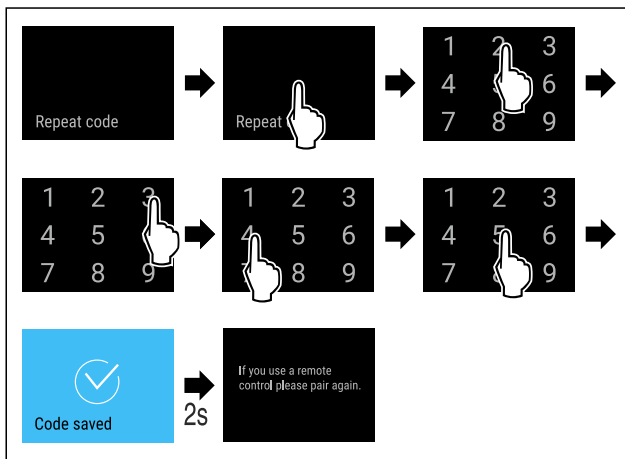 Repeat code
Repeat
1 2 3
4 6
7 8 9
1 2 3
4 5
7 8 9
1 2 3
4 5 6
8 9
1 2 3
4 5 6
7 9
Code saved
2s
If you use a remote
control please pair again.